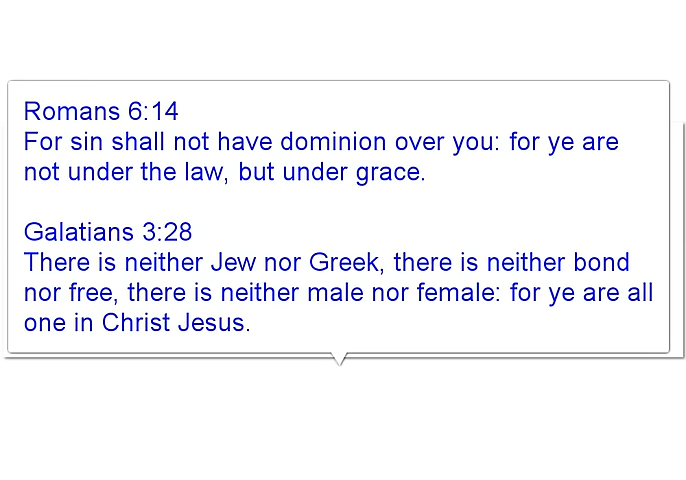 Romans 6:14
For sin shall not have dominion over you: for ye are
not under the law, but under grace.
Galatians 3:28
There is neither Jew nor Greek, there is neither bond
nor free, there is neither male nor female: for ye are all
one in Christ Jesus.